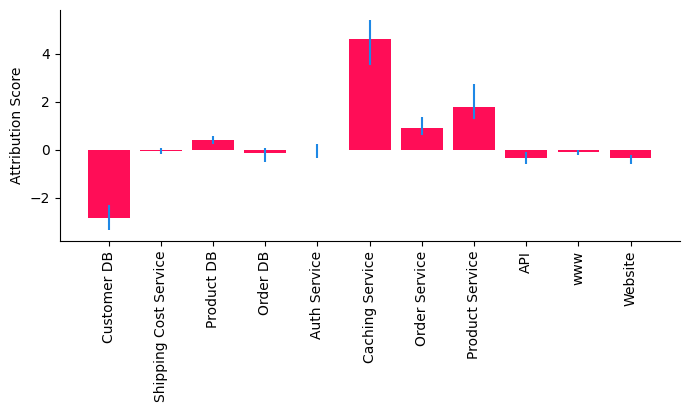 Attribution Score
4
2
0
−2
Customer DB
Shipping Cost Service
Product DB
Order DB
Auth Service
Caching Service
Order Service
Product Service
API
www
Website